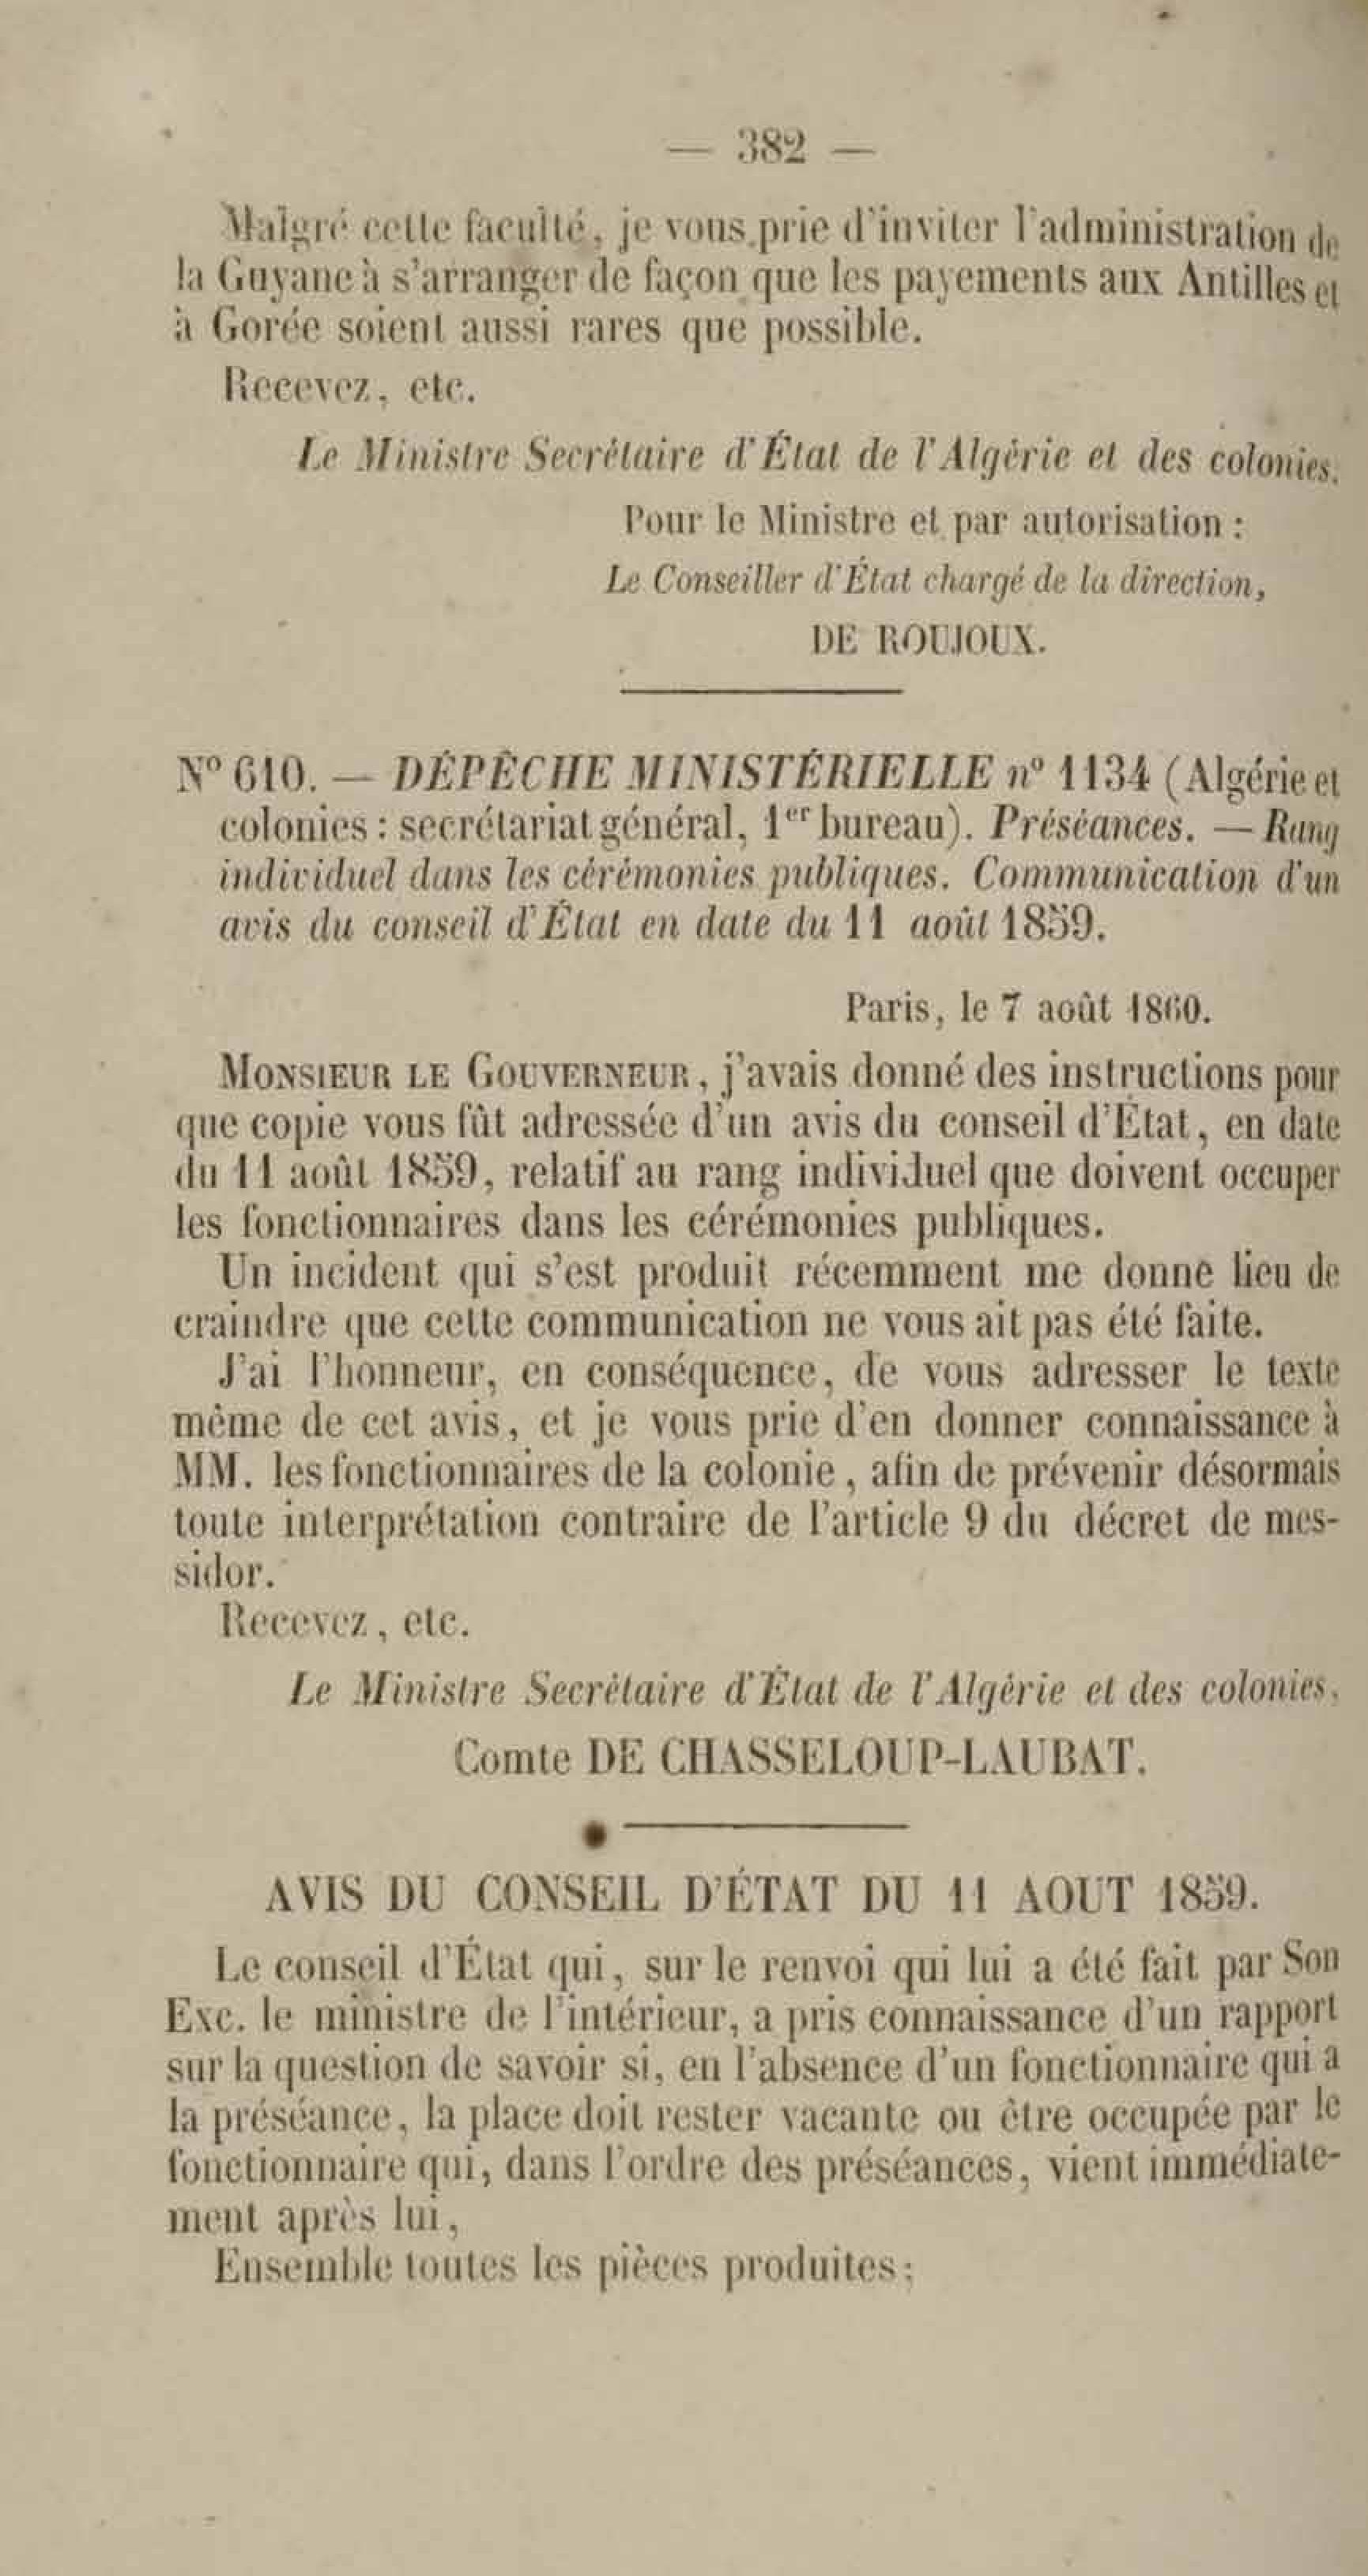 — 382 —
Malgré cette faculté, je vous prie d'inviter l'administration de
la Guyane à s'arranger de façon que les payements aux Antilles et
à Gorée soient aussi rares que possible.
Recevez, etc.
Le Ministre Secrétaire d'État de l'Algérie et des colonies,
Pour le Ministre et par autorisation :
Le Conseiller d'État chargé de la direction,
DE ROUJOUX.
N° 610. — DÉPÊCHE MINISTÉRIELLE n° 1134 (Algérie et
colonies : secrétariat général, 1er bureau). Préséances. — Rang
individuel dans les cérémonies publiques. Communication d'un
avis du conseil d'État en date du 11 août 1859.
Paris, le 7 août 1860.
MONSIEUR LE GOUVERNEUR, j'avais donné des instructions pour
que copie vous fût adressée d'un avis du conseil d'État, en date
du 11 août 1859, relatif au rang individuel que doivent occuper
les fonctionnaires dans les cérémonies publiques.
Un incident qui s'est produit récemment me donne lieu de
craindre que cette communication ne vous ait pas été faite.
J'ai l'honneur, en conséquence, de vous adresser le texte
même de cet avis, et je vous prie d'en donner connaissance à
MM. les fonctionnaires de la colonie, afin de prévenir désormais
toute interprétation contraire de l'article 9 du décret de mes-
sidor.
Recevez, etc.
Le Ministre Secrétaire d'État de l'Algérie et des colonies,
Comte DE CHASSELOUP-LAUBAT.
AVIS DU CONSEIL D'ÉTAT DU 11 AOUT 1859.
Le conseil d'État qui, sur le renvoi qui lui a été fait par Son
Exc. le ministre de l'intérieur, a pris connaissance d'un rapport
sur la question de savoir si, en l'absence d'un fonctionnaire qui a
la préséance, la place doit rester vacante ou être occupée par le
fonctionnaire qui, dans l'ordre des préséances, vient immédiate-
ment après lui,
Ensemble toutes les pièces produites;